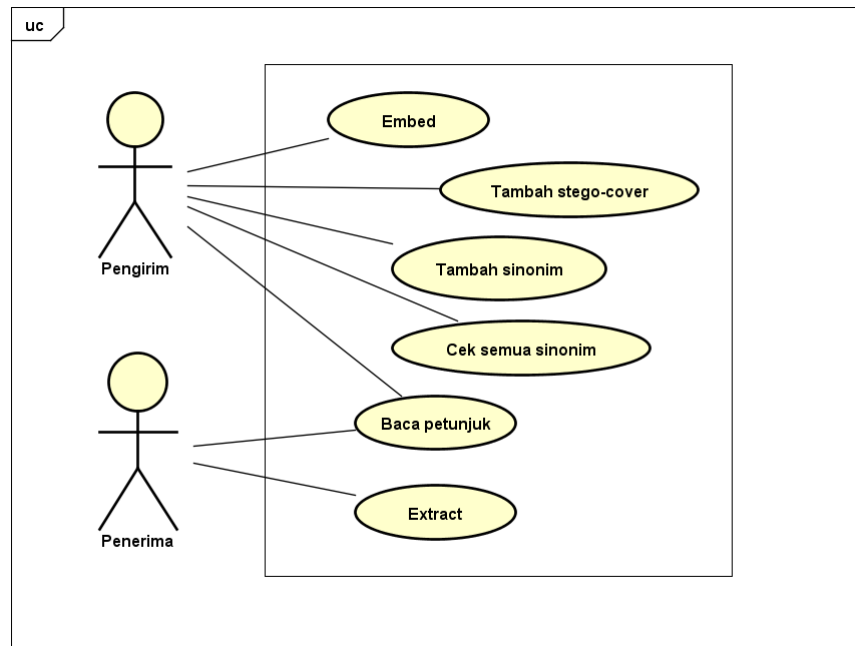 uc
Embed
Tambah stego-cover
Pengirim
Tambah sinonim
Cek semua sinonim
Baca petunjuk
Extract
Penerima